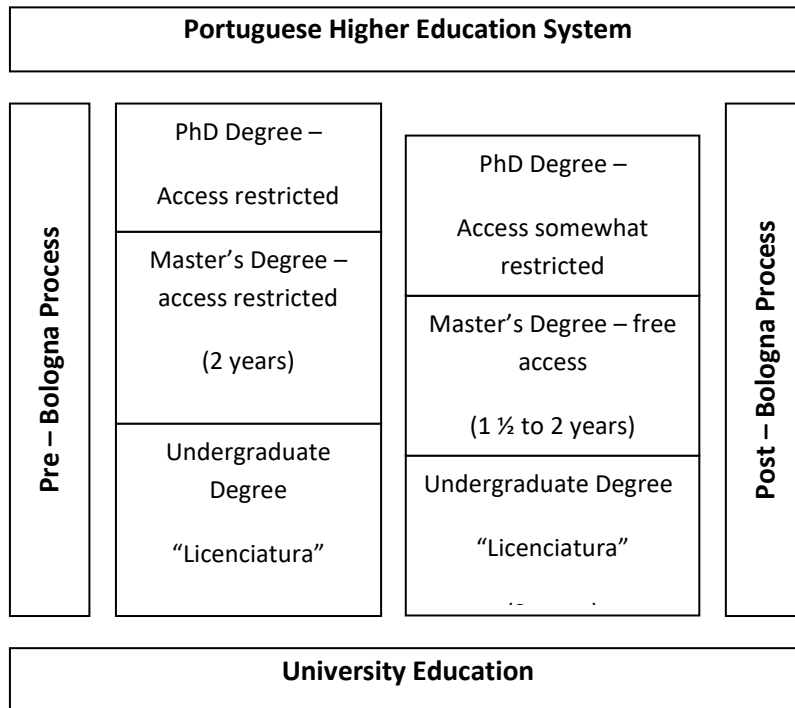 Portuguese Higher Education System
Pre – Bologna Process
PhD Degree –
Access restricted
Master’s Degree –
access restricted
(2 years)
Undergraduate
Degree
“Licenciatura”
PhD Degree –
Access somewhat
restricted
Master’s Degree – free
access
(1 ½ to 2 years)
Undergraduate Degree
“Licenciatura”
Post – Bologna Process
University Education